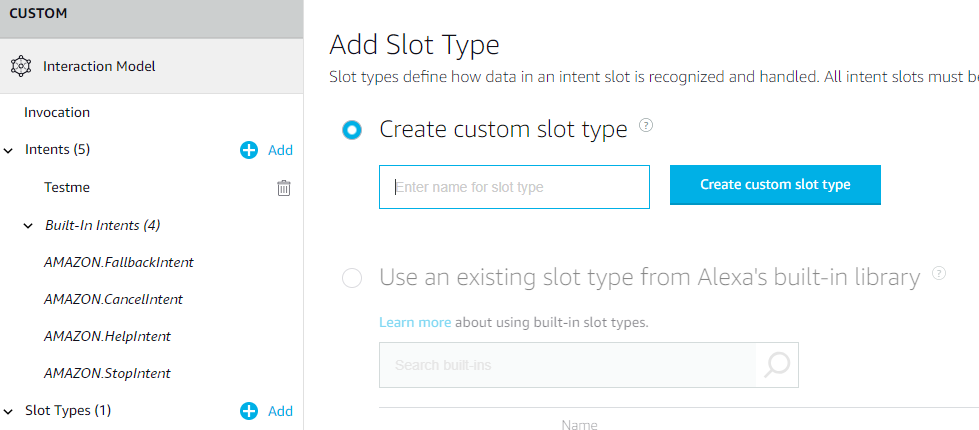 CUSTOM
Interaction Model
Invocation
Intents (5)
Add
Testme
Built-In Intents (4)
AMAZON.FallbackIntent
AMAZON.CancelIntent
AMAZON.HelpIntent
AMAZON.StopIntent
Slot Types (1)
Add
Add Slot Type
Slot types define how data in an intent slot is recognized and handled. All intent slots must b
Create custom slot type ?
Enter name for slot type
Create custom slot type
Use an existing slot type from Alexa's built-in library ?
Learn more about using built-in slot types.
Search built-ins
Name